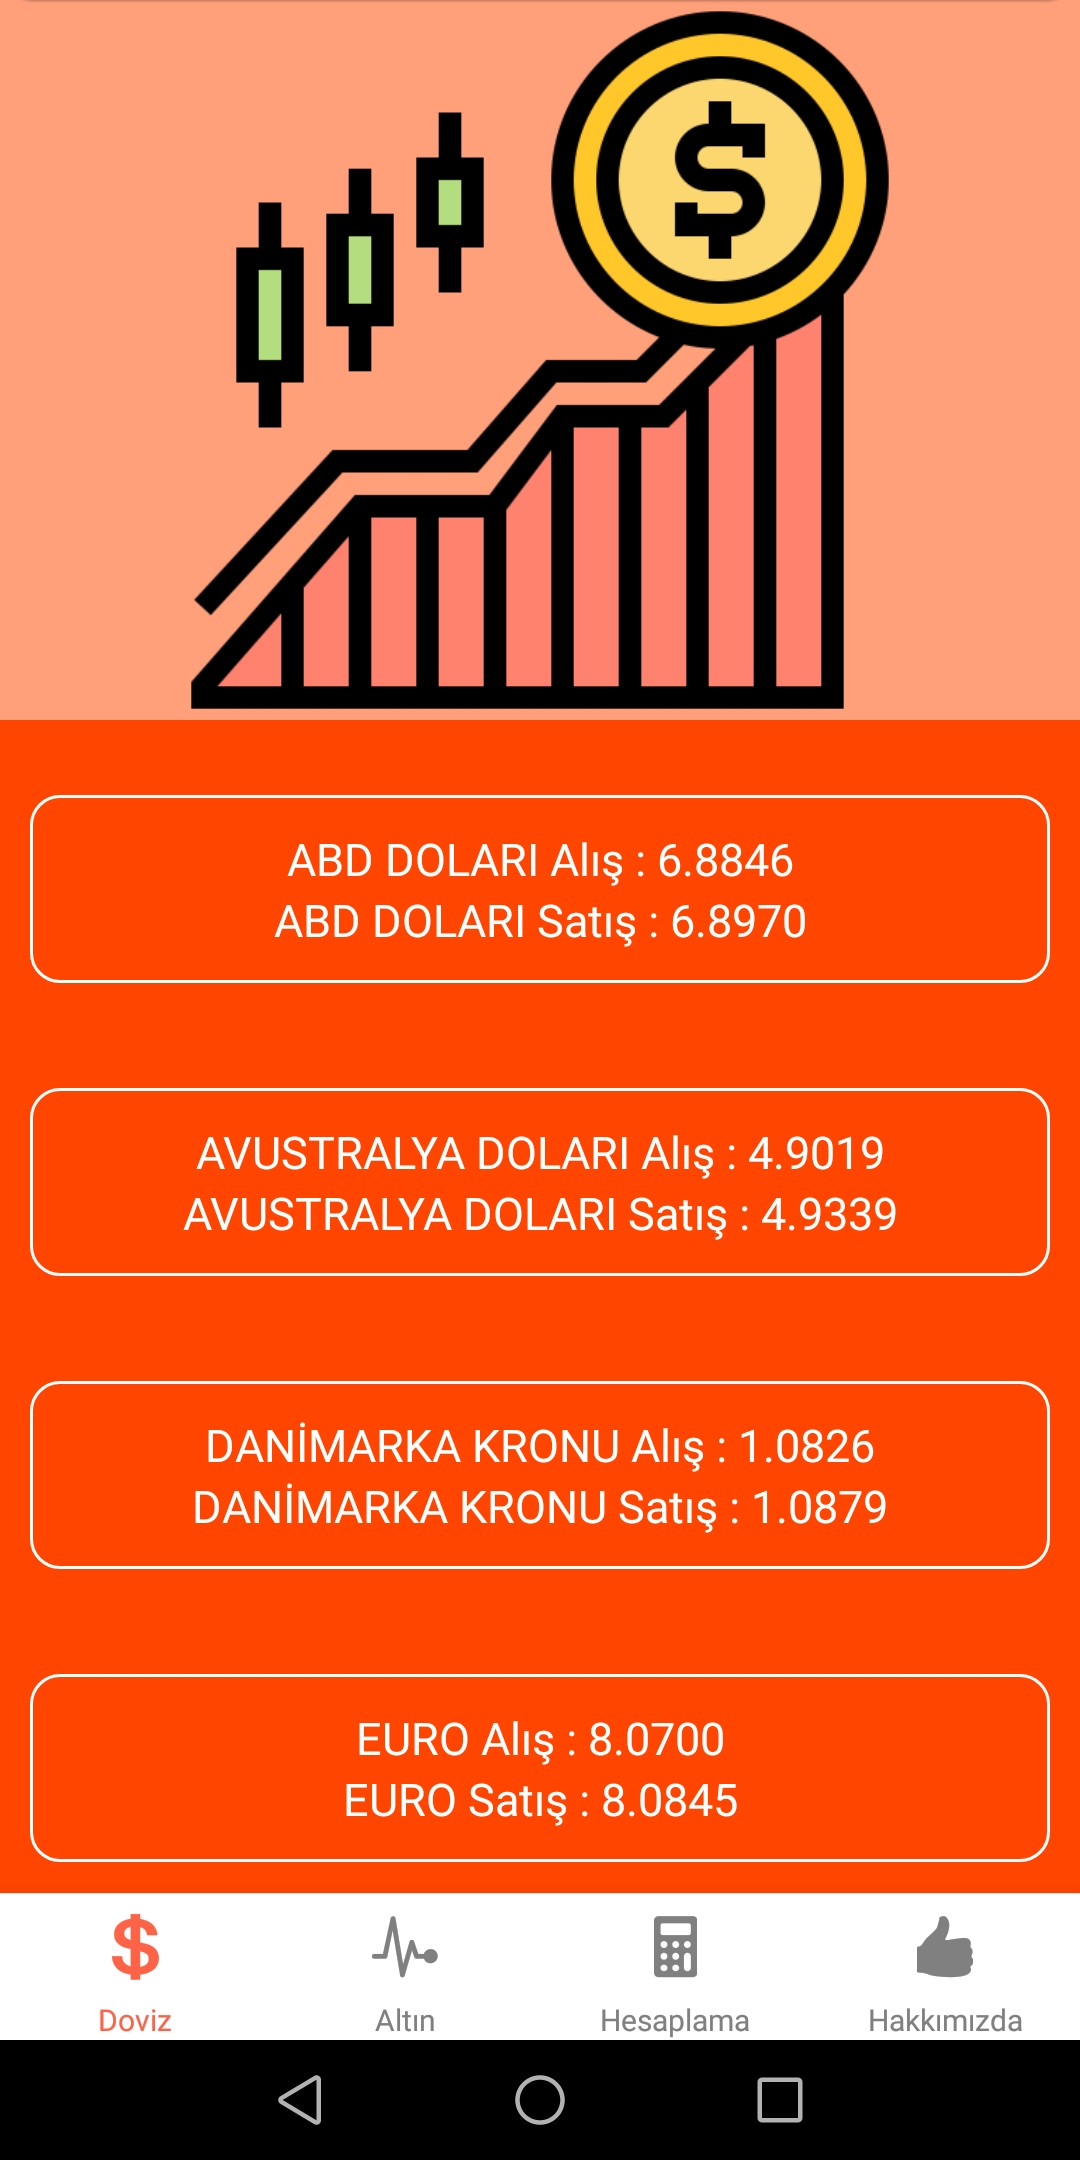 $
ABD DOLARI Alış : 6.8846
ABD DOLARI Satış : 6.8970
AVUSTRALYA DOLARI Alış : 4.9019
AVUSTRALYA DOLARI Satış : 4.9339
DANİMARKA KRONU Alış : 1.0826
DANİMARKA KRONU Satış : 1.0879
EURO Alış : 8.0700
EURO Satış : 8.0845
$
Doviz
Altın
Hesaplama
Hakkımızda